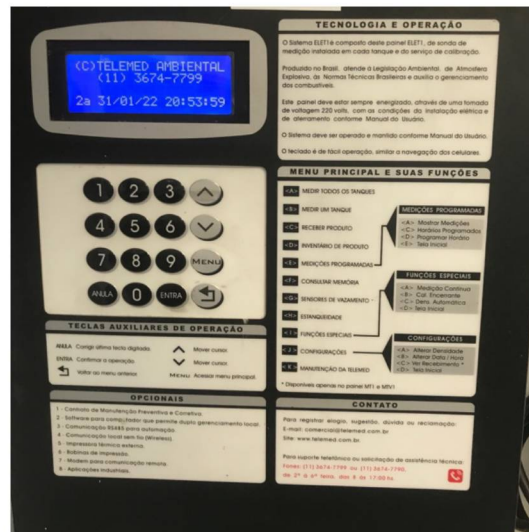 (C)TELEMED AMBIENTAL
(11) 3674-7799
2a 31/01/22 20:53:59
1 2 3
4 5 6
7 8 9 MENU
ANULA 0 ENTRA
TECLAS AUXILIARES DE OPERAÇÃO
ANULA Corrige última tecla digitada.
Mover cursor
ENTRA Confirma a operação.
Mover cursor
Voltar ao menu anterior.
MENU Acessar menu principal.
OPCIONAIS
1 - Contrato de Manutenção Preventiva e Corretiva.
2 - Software para computador que permite duplo gerenciamento local.
3 - Comunicação RS485 para automação.
4 - Comunicação local sem fio (Wireless).
5 - Impressora térmica externa.
6 - Bobinas de impressão.
7 - Modem para comunicação remota.
8 - Aplicações Industriais.
TECNOLOGIA E OPERAÇÃO
O Sistema ELET1é composto deste painel ELET1, de sonda de
medição instalada em cada tanque e do serviço de calibração.
Produzido no Brasil, atende à Legislação Ambiental, de Atmosfera
Explosiva, às Normas Técnicas Brasileiras e auxilia o gerenciamento
dos combustíveis.
Este painel deve estar sempre energizado, através de uma tomada
de voltagem 220 volts, com as condições da instalação elétrica e
de aterramento conforme Manual do Usuário.
O Sistema deve ser operado e mantido conforme Manual do Usuário.
O teclado é de fácil operação, similar a navegação dos celulares.
MENU PRINCIPAL E SUAS FUNÇÕES
<A> MEDIR TODOS OS TANQUES
<B> MEDIR UM TANQUE
<C> RECEBER PRODUTO
<D> INVENTÁRIO DE PRODUTO
<E> MEDIÇÕES PROGRAMADAS
<F> CONSULTAR MEMÓRIA
<G> SENSORES DE VAZAMENTO *
<H> ESTANQUEIDADE
<I> FUNÇÕES ESPECIAIS
<J> CONFIGURAÇÕES
<K> MANUTENÇÃO DA TELEMED
MEDIÇÕES PROGRAMADAS
<A> Mostrar Medições
<C> Horários Programados
<D> Programar Horário
<E> Tela Inicial
FUNÇÕES ESPECIAIS
<A> Medição Contínua
<B> Cal. Encerrante
<C> Dens. Automática
<D> Tela Inicial
CONFIGURAÇÕES
<A> Alterar Densidade
<B> Alterar Data / Hora
<C> Recebimento *
<D> Tela Inicial
* Disponíveis apenas no painel MT1 e MTV1
CONTATO
Para registrar elogio, sugestão, dúvida ou reclamação:
E-mail: comercial@telemed.com.br
Site: www.telemed.com.br
Para suporte telefônico ou solicitação de assistência técnica:
Fones: (11) 3674-7799 ou (11) 3674-7790,
de 2ª à 6ª feira, das 8 às 17:00 hs.